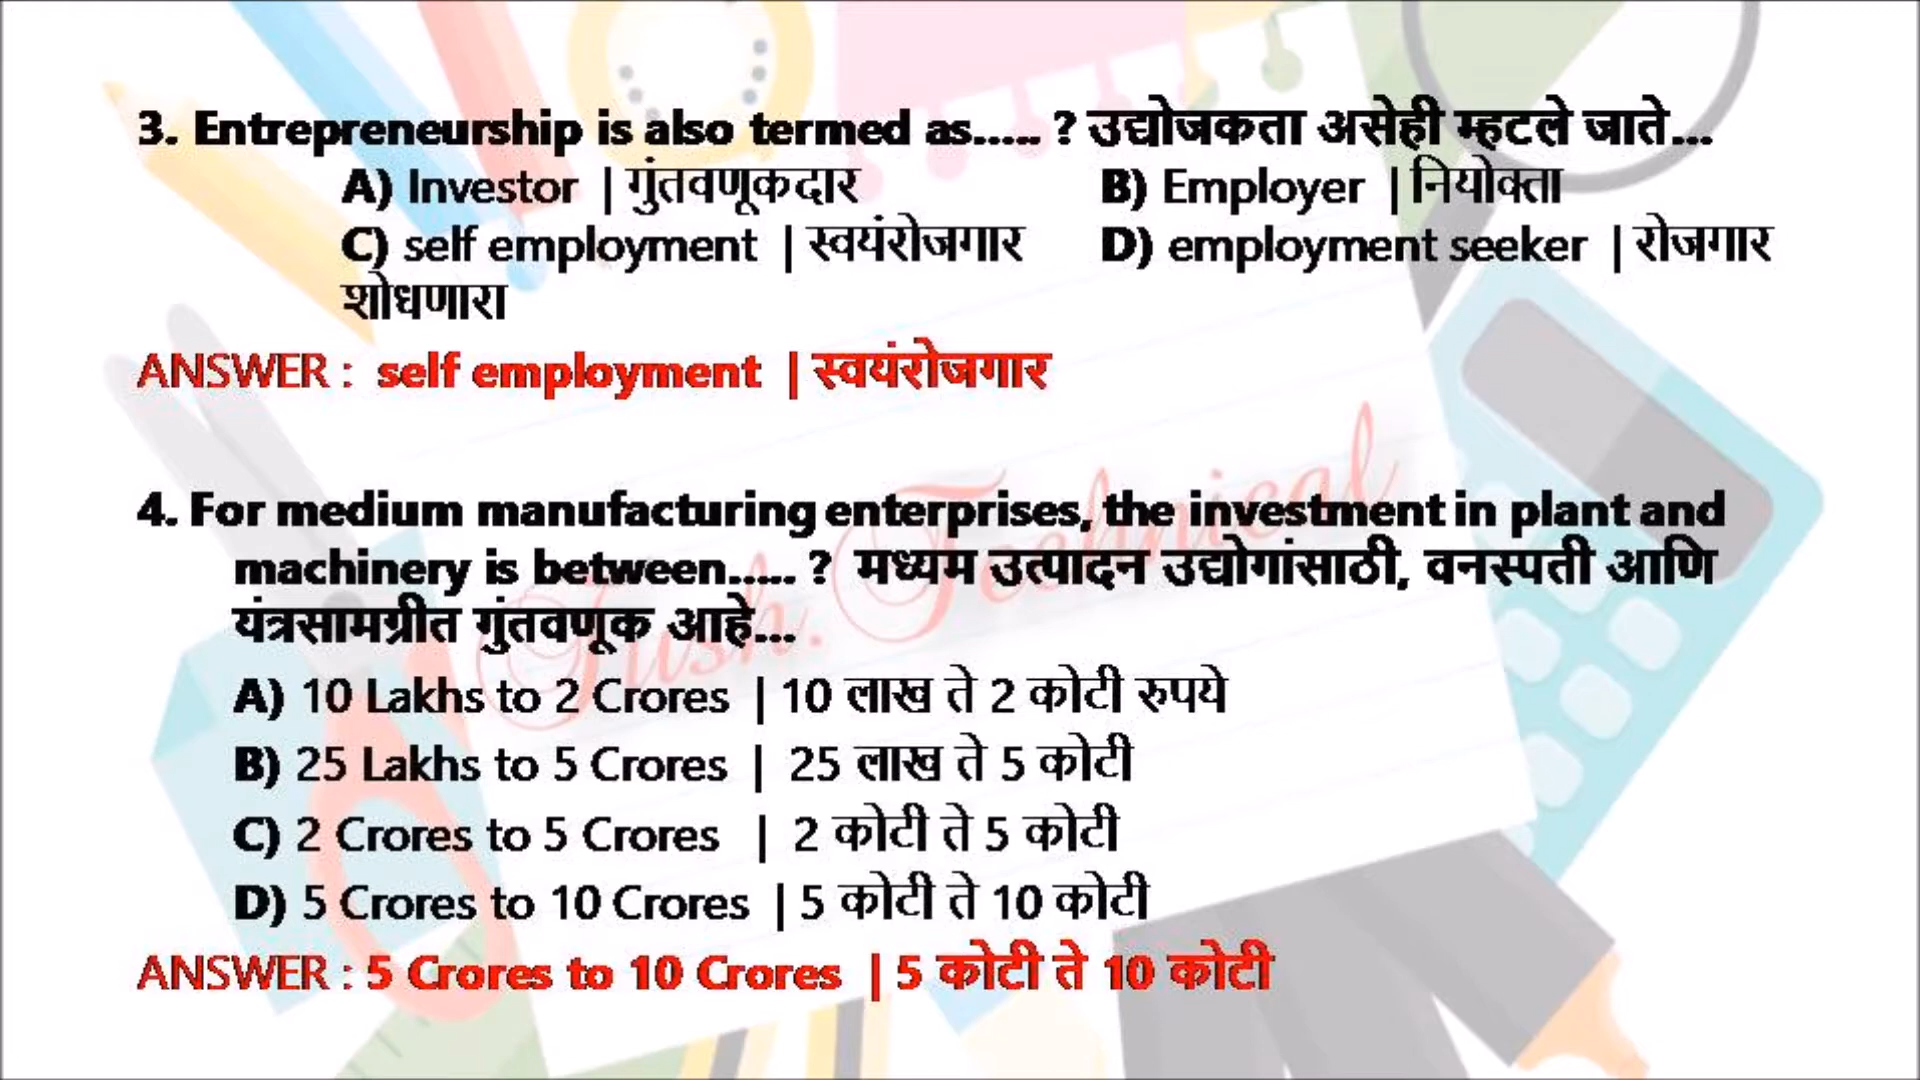 3. Entrepreneurship is also termed as..... ? उद्योजकता असेही म्हटले जाते...
A) Investor | गुंतवणूकदार B) Employer | नियोक्ता
C) self employment | स्वयंरोजगार D) employment seeker | रोजगार
शोधणारा
ANSWER : self employment | स्वयंरोजगार
4. For medium manufacturing enterprises, the investment in plant and
machinery is between..... ? मध्यम उत्पादन उद्योगांसाठी, वनस्पती आणि
यंत्रसामग्रीत गुंतवणूक आहे...
A) 10 Lakhs to 2 Crores | 10 लाख ते 2 कोटी रुपये
B) 25 Lakhs to 5 Crores | 25 लाख ते 5 कोटी
C) 2 Crores to 5 Crores | 2 कोटी ते 5 कोटी
D) 5 Crores to 10 Crores | 5 कोटी ते 10 कोटी
ANSWER : 5 Crores to 10 Crores | 5 कोटी ते 10 कोटी
Tush.Technical